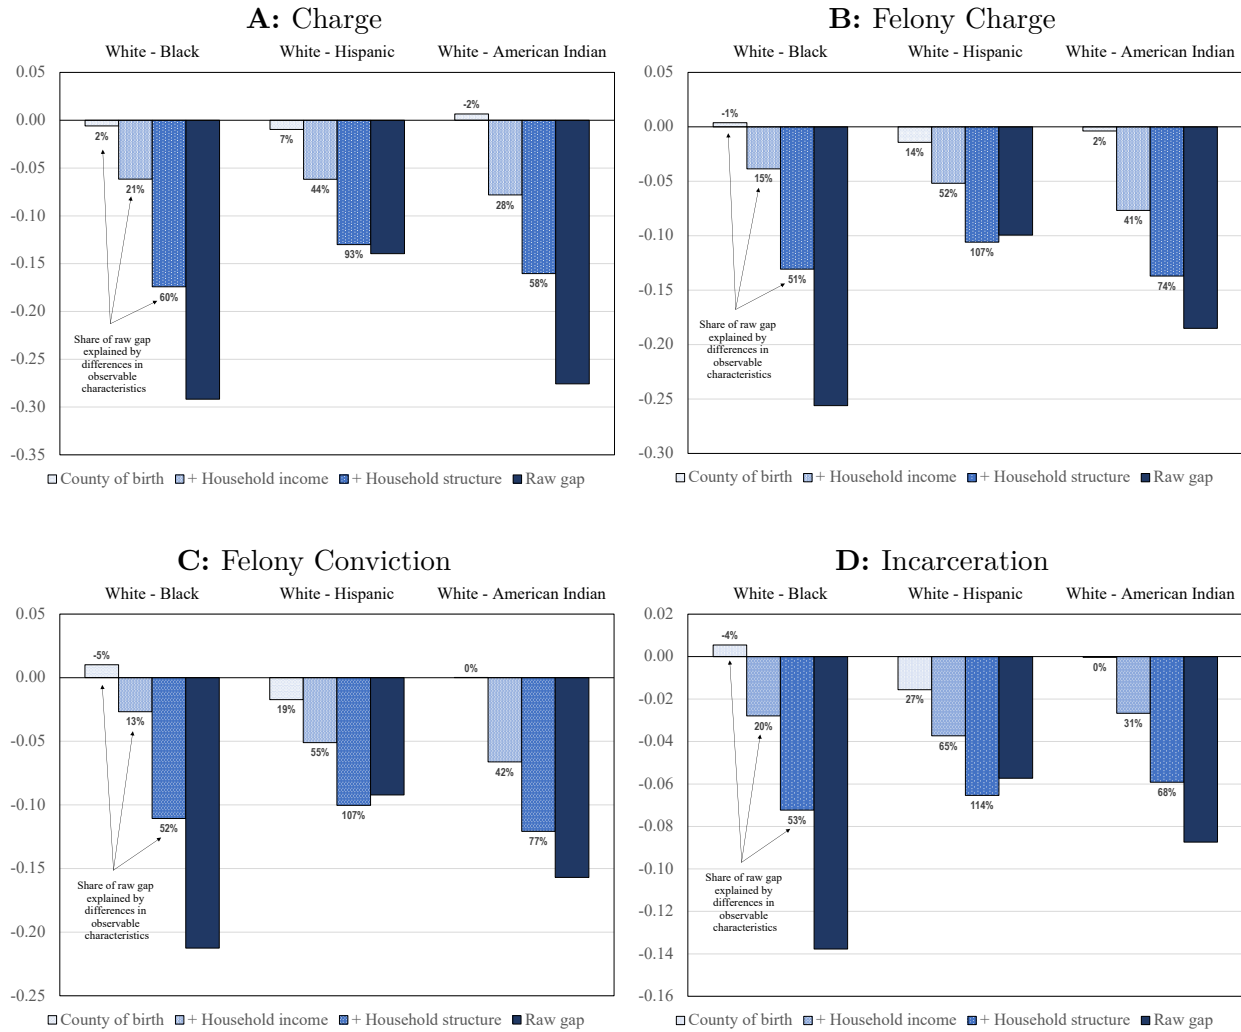 A: Charge
White - Black White - Hispanic White - American Indian
0.05
0.00
-0.05
-0.10
-0.15
-0.20
-0.25
-0.30
-0.35
2% 21% 60%
7% 44% 93%
-2% 28% 58%
Share of raw gap
explained by
differences in
observable
characteristics
County of birth + Household income + Household structure Raw gap
B: Felony Charge
White - Black White - Hispanic White - American Indian
0.05
0.00
-0.05
-0.10
-0.15
-0.20
-0.25
-0.30
-1% 15% 51%
14% 52% 107%
2% 41% 74%
Share of raw gap
explained by
differences in
observable
characteristics
County of birth + Household income + Household structure Raw gap
C: Felony Conviction
White - Black White - Hispanic White - American Indian
0.05
0.00
-0.05
-0.10
-0.15
-0.20
-0.25
-5% 13% 52%
19% 55% 107%
0% 42% 77%
Share of raw gap
explained by
differences in
observable
characteristics
County of birth + Household income + Household structure Raw gap
D: Incarceration
White - Black White - Hispanic White - American Indian
0.02
0.00
-0.02
-0.04
-0.06
-0.08
-0.10
-0.12
-0.14
-0.16
-4% 20% 53%
27% 65% 114%
0% 31% 68%
Share of raw gap
explained by
differences in
observable
characteristics
County of birth + Household income + Household structure Raw gap